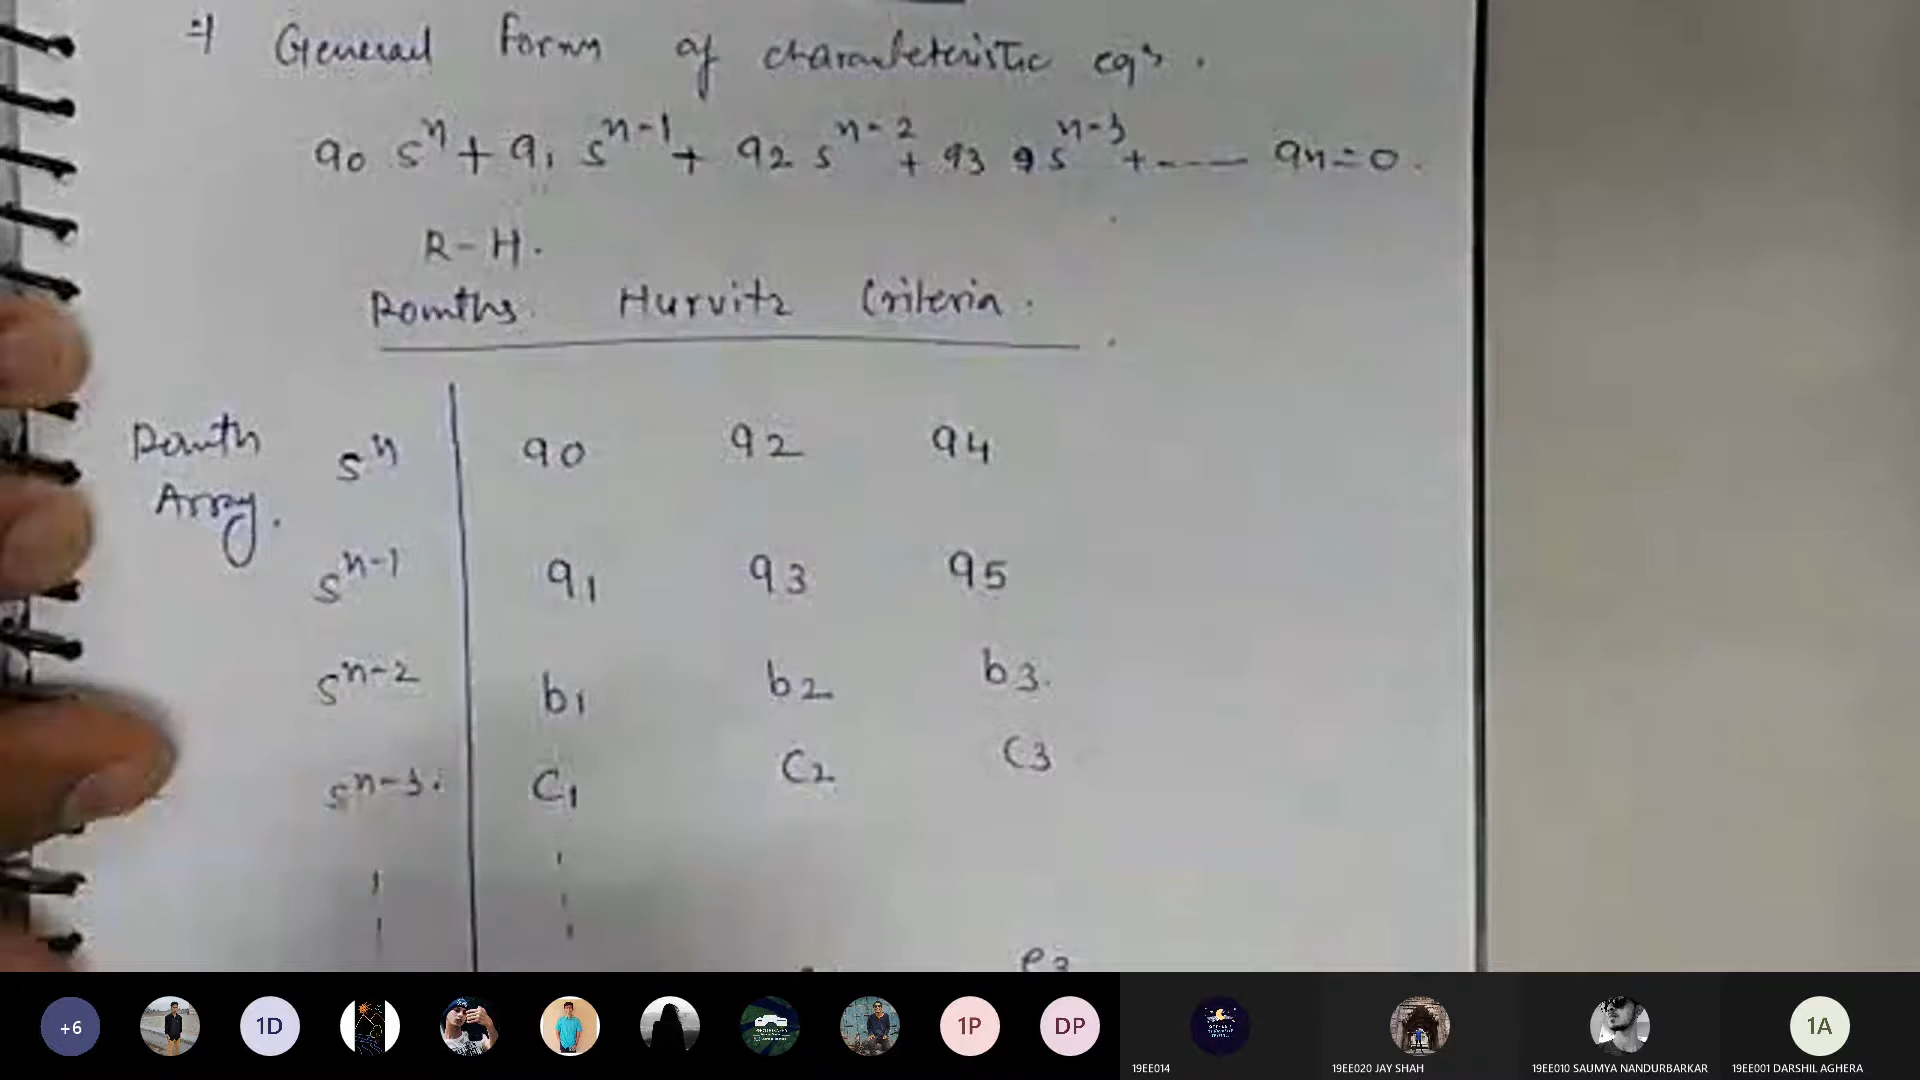 ⇒ General form of characteristic eqn.
a0 s^n + a1 s^n-1 + a2 s^n-2 + a3 s^n-3 + ---- an = 0.
R-H.
Rouths. Hurvitz Criteria.
Routh Array.
s^n a0 a2 a4
s^n-1 a1 a3 a5
s^n-2 b1 b2 b3.
s^n-3 C1 C2 C3
e3
+6
1D
1P
DP
1A
19EE014
19EE020 JAY SHAH
19EE010 SAUMYA NANDURBARKAR
19EE001 DARSHIL AGHERA